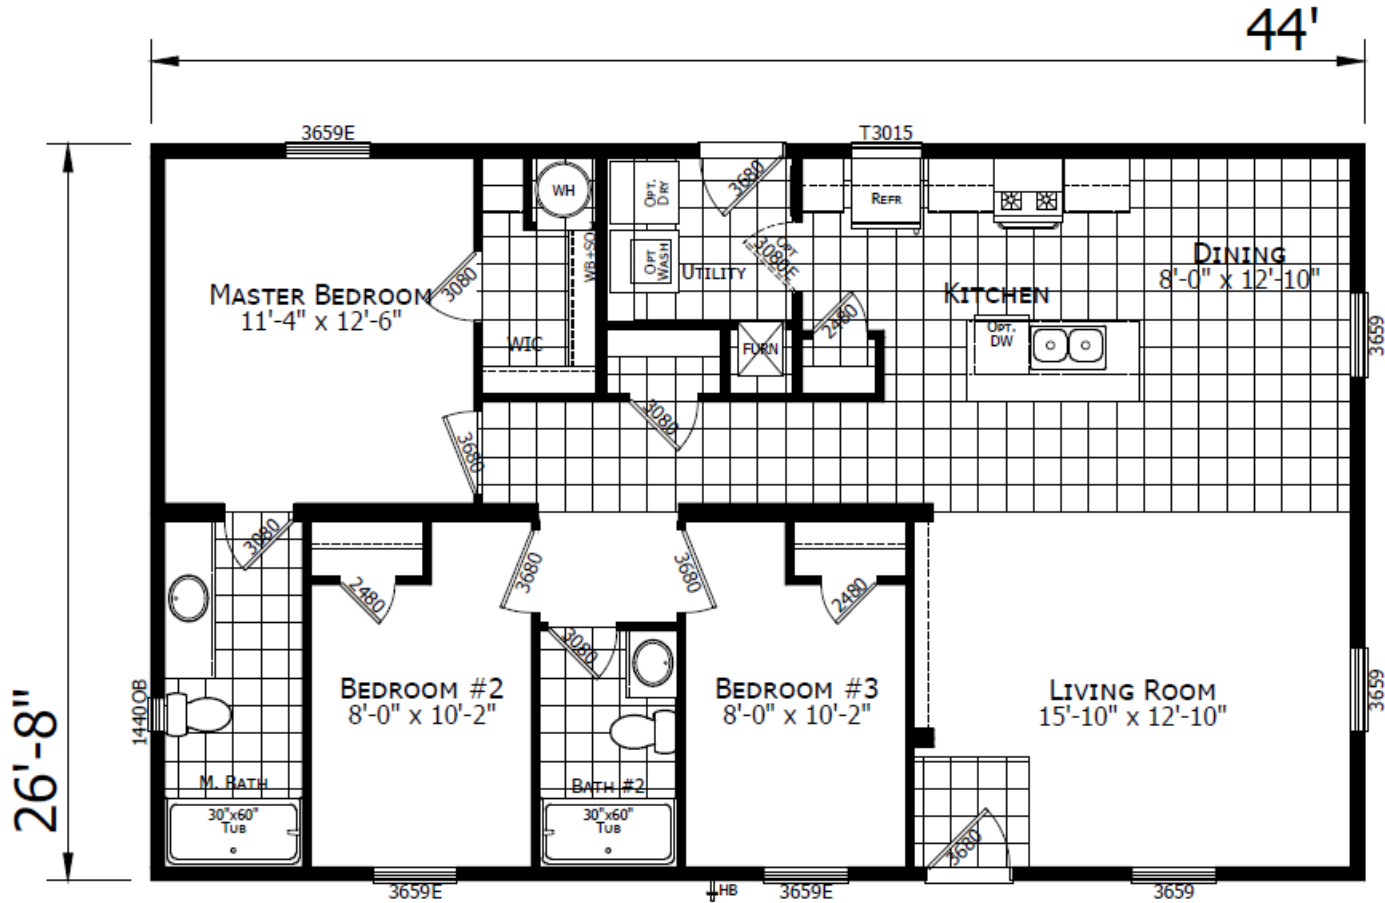 44'
3659E
T3015
3680
WH
OPT.
DRY
REFR
WB+SO
OPT
WASH
UTILITY
OPT
3080E
DINING
8'-0" x 12'-10"
MASTER BEDROOM
11'-4" x 12'-6"
3080
KITCHEN
2480
OPT.
DW
3659
WIC
FURN
3080
3680
3080
2480
3680
3680
2480
3080
BEDROOM #2
8'-0" x 10'-2"
BEDROOM #3
8'-0" x 10'-2"
LIVING ROOM
15'-10" x 12'-10"
3659
1440 OB
26'-8"
M. BATH
BATH #2
30"x60"
TUB
30"x60"
TUB
3680
3659E
HB
3659E
3659